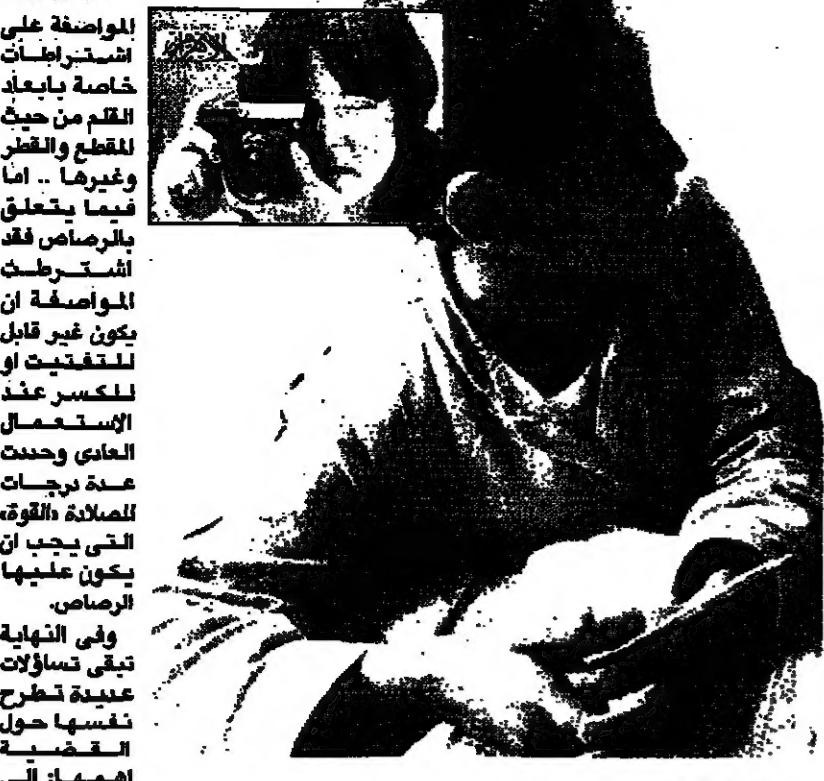 المواصفة على
اشتراطات
خاصة بابعاد
القلم من حيث
المقطع والقطر
وغيرها .. اما
فيما يتعلق
بالرصاص فقد
اشترطت
المواصفة ان
يكون غير قابل
للتفتيت او
للكسر عند
الاستعمال
العادى وحددت
عدة درجات
للصلادة «القوة»
التى يجب ان
يكون عليها
الرصاص.
وفى النهاية
تبقى تساؤلات
عديدة تطرح
نفسها حول
القضية